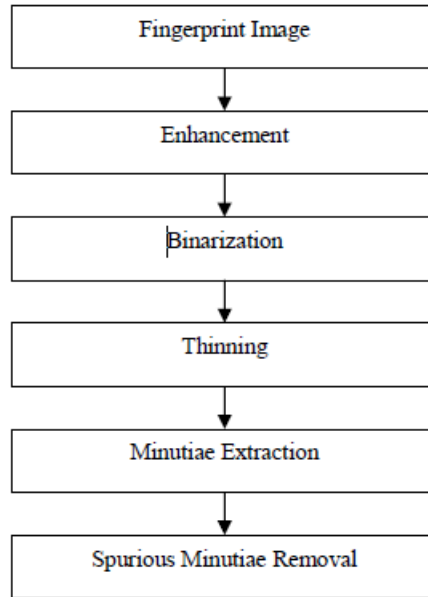 Fingerprint Image
Enhancement
Binarization
Thinning
Minutiae Extraction
Spurious Minutiae Removal